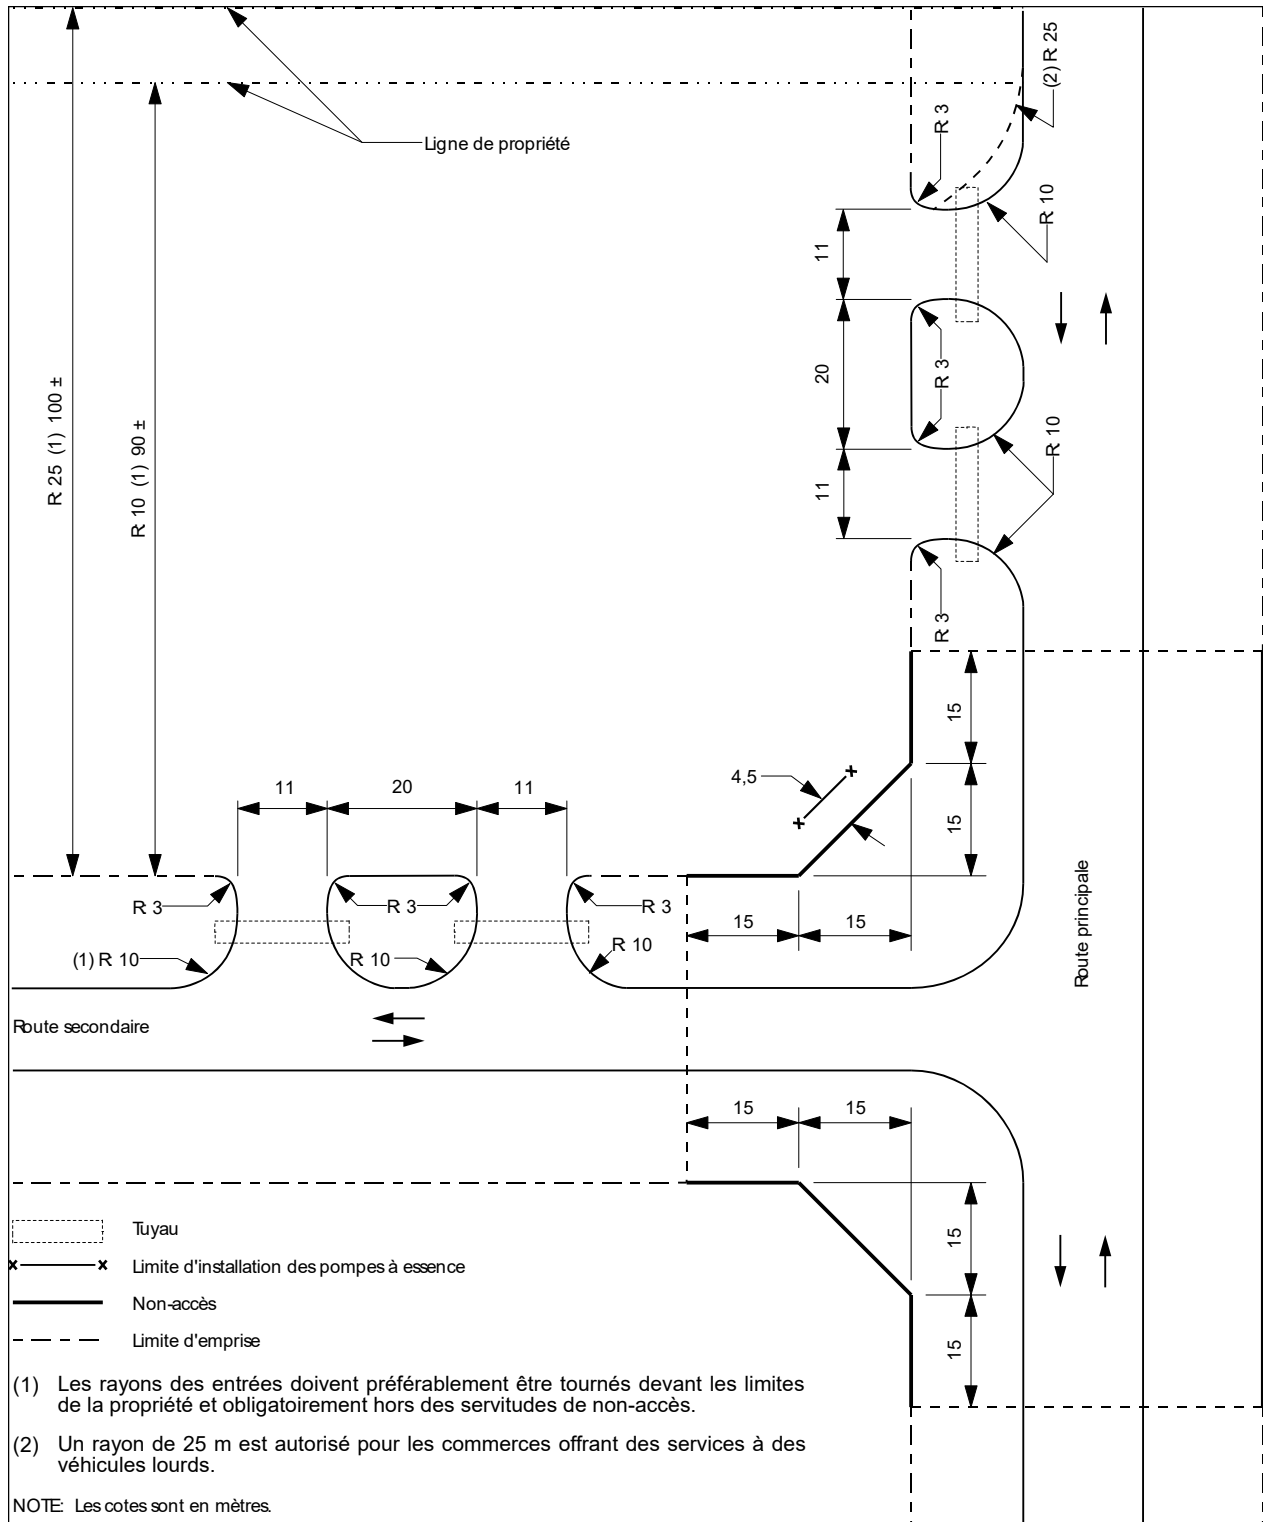 (2) R 25
R 3
Ligne de propriété
R 10
11
R 25 (1) 100 ±
R 10 (1) 90 ±
20
R 3
R 10
11
R 3
15
4,5
11
20
11
15
R 3
R 3
R 3
15
15
Route principale
(1) R 10
R 10
R 10
Route secondaire
15
15
15
Tuyau
Limite d'installation des pompes à essence
Non-accès
Limite d'emprise
15
(1) Les rayons des entrées doivent préférablement être tournés devant les limites
de la propriété et obligatoirement hors des servitudes de non-accès.
(2) Un rayon de 25 m est autorisé pour les commerces offrant des services à des
véhicules lourds.
NOTE: Les cotes sont en mètres.